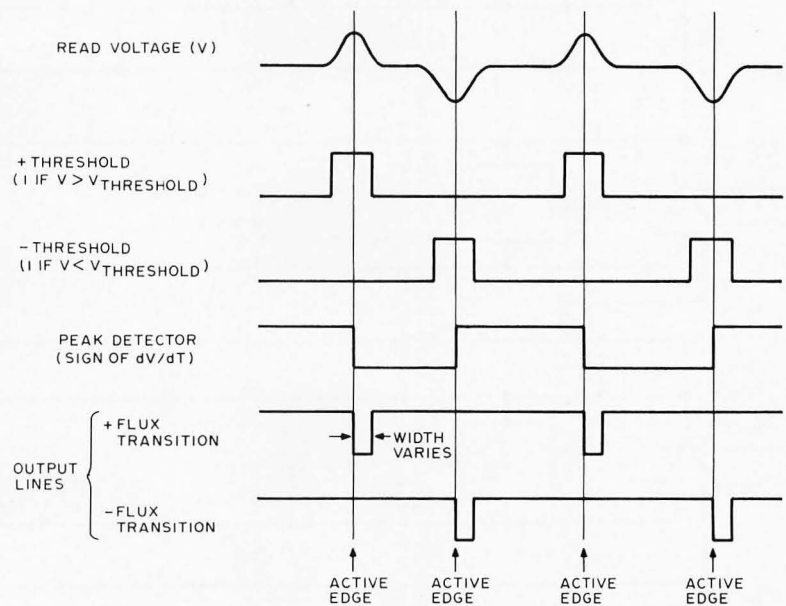 READ VOLTAGE (V)
+ THRESHOLD
(1 IF V > VTHRESHOLD)
- THRESHOLD
(1 IF V < VTHRESHOLD)
PEAK DETECTOR
(SIGN OF dV/dT)
OUTPUT
LINES
+ FLUX
TRANSITION
WIDTH
VARIES
- FLUX
TRANSITION
ACTIVE
EDGE
ACTIVE
EDGE
ACTIVE
EDGE
ACTIVE
EDGE